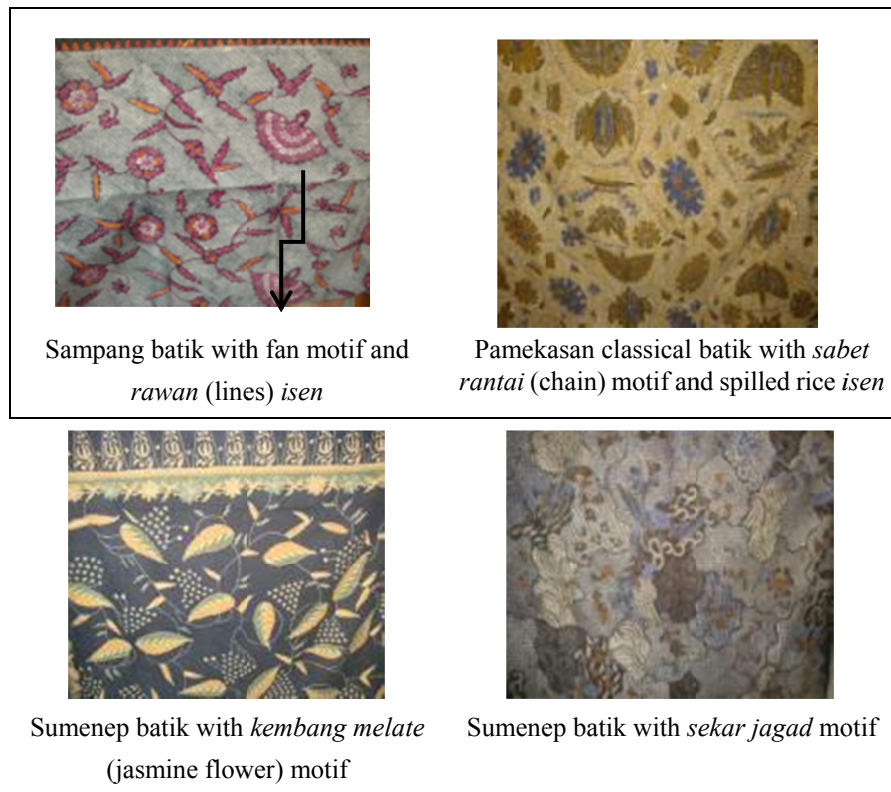 Sampang batik with fan motif and
rawan (lines) isen
Pamekasan classical batik with sabet
rantai (chain) motif and spilled rice isen
Sumenep batik with kembang melate
(jasmine flower) motif
Sumenep batik with sekar jagad motif